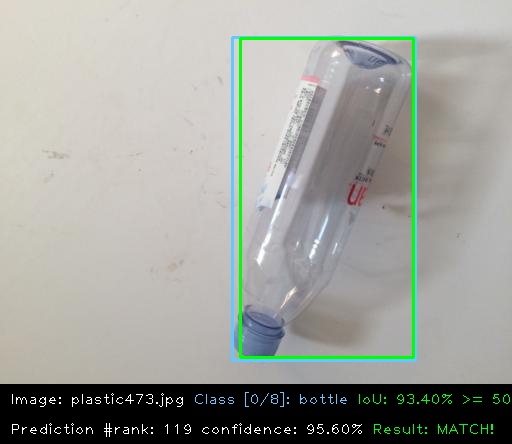 Image: plastic473.jpg Class [0/8]: bottle IoU: 93.40% >= 50
Prediction #rank: 119 confidence: 95.60% Result: MATCH!